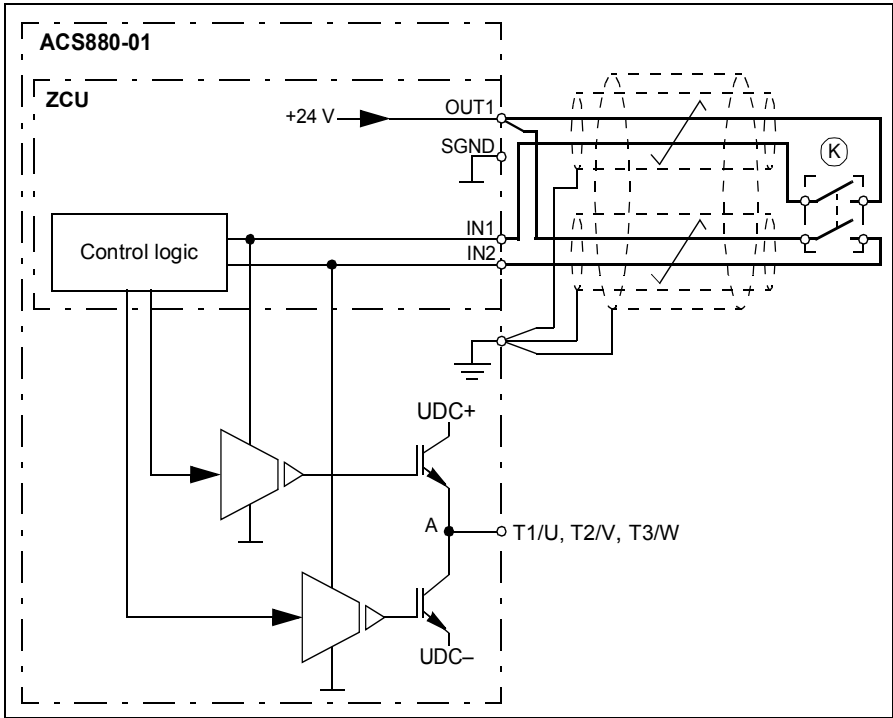 ACS880-01
ZCU
+24 V
OUT1
SGND
K
IN1
Control logic
IN2
UDC+
A
T1/U, T2/V, T3/W
UDC–